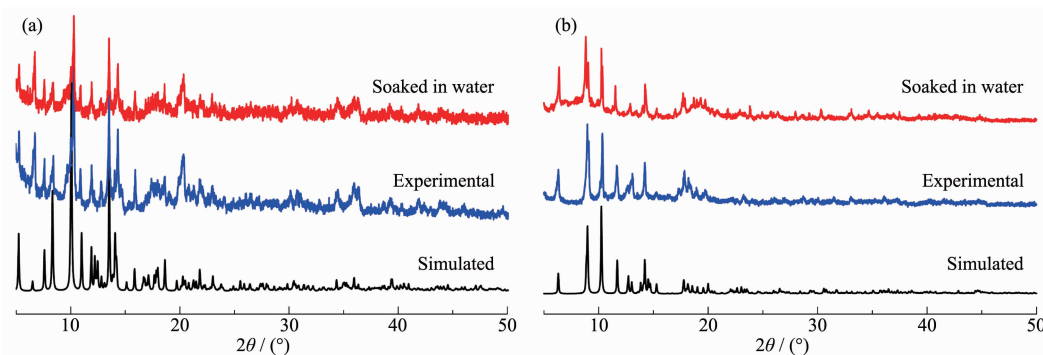 (a)
Soaked in water
Experimental
Simulated
10 20 30 40 50
2θ / (°)
(b)
Soaked in water
Experimental
Simulated
10 20 30 40 50
2θ / (°)